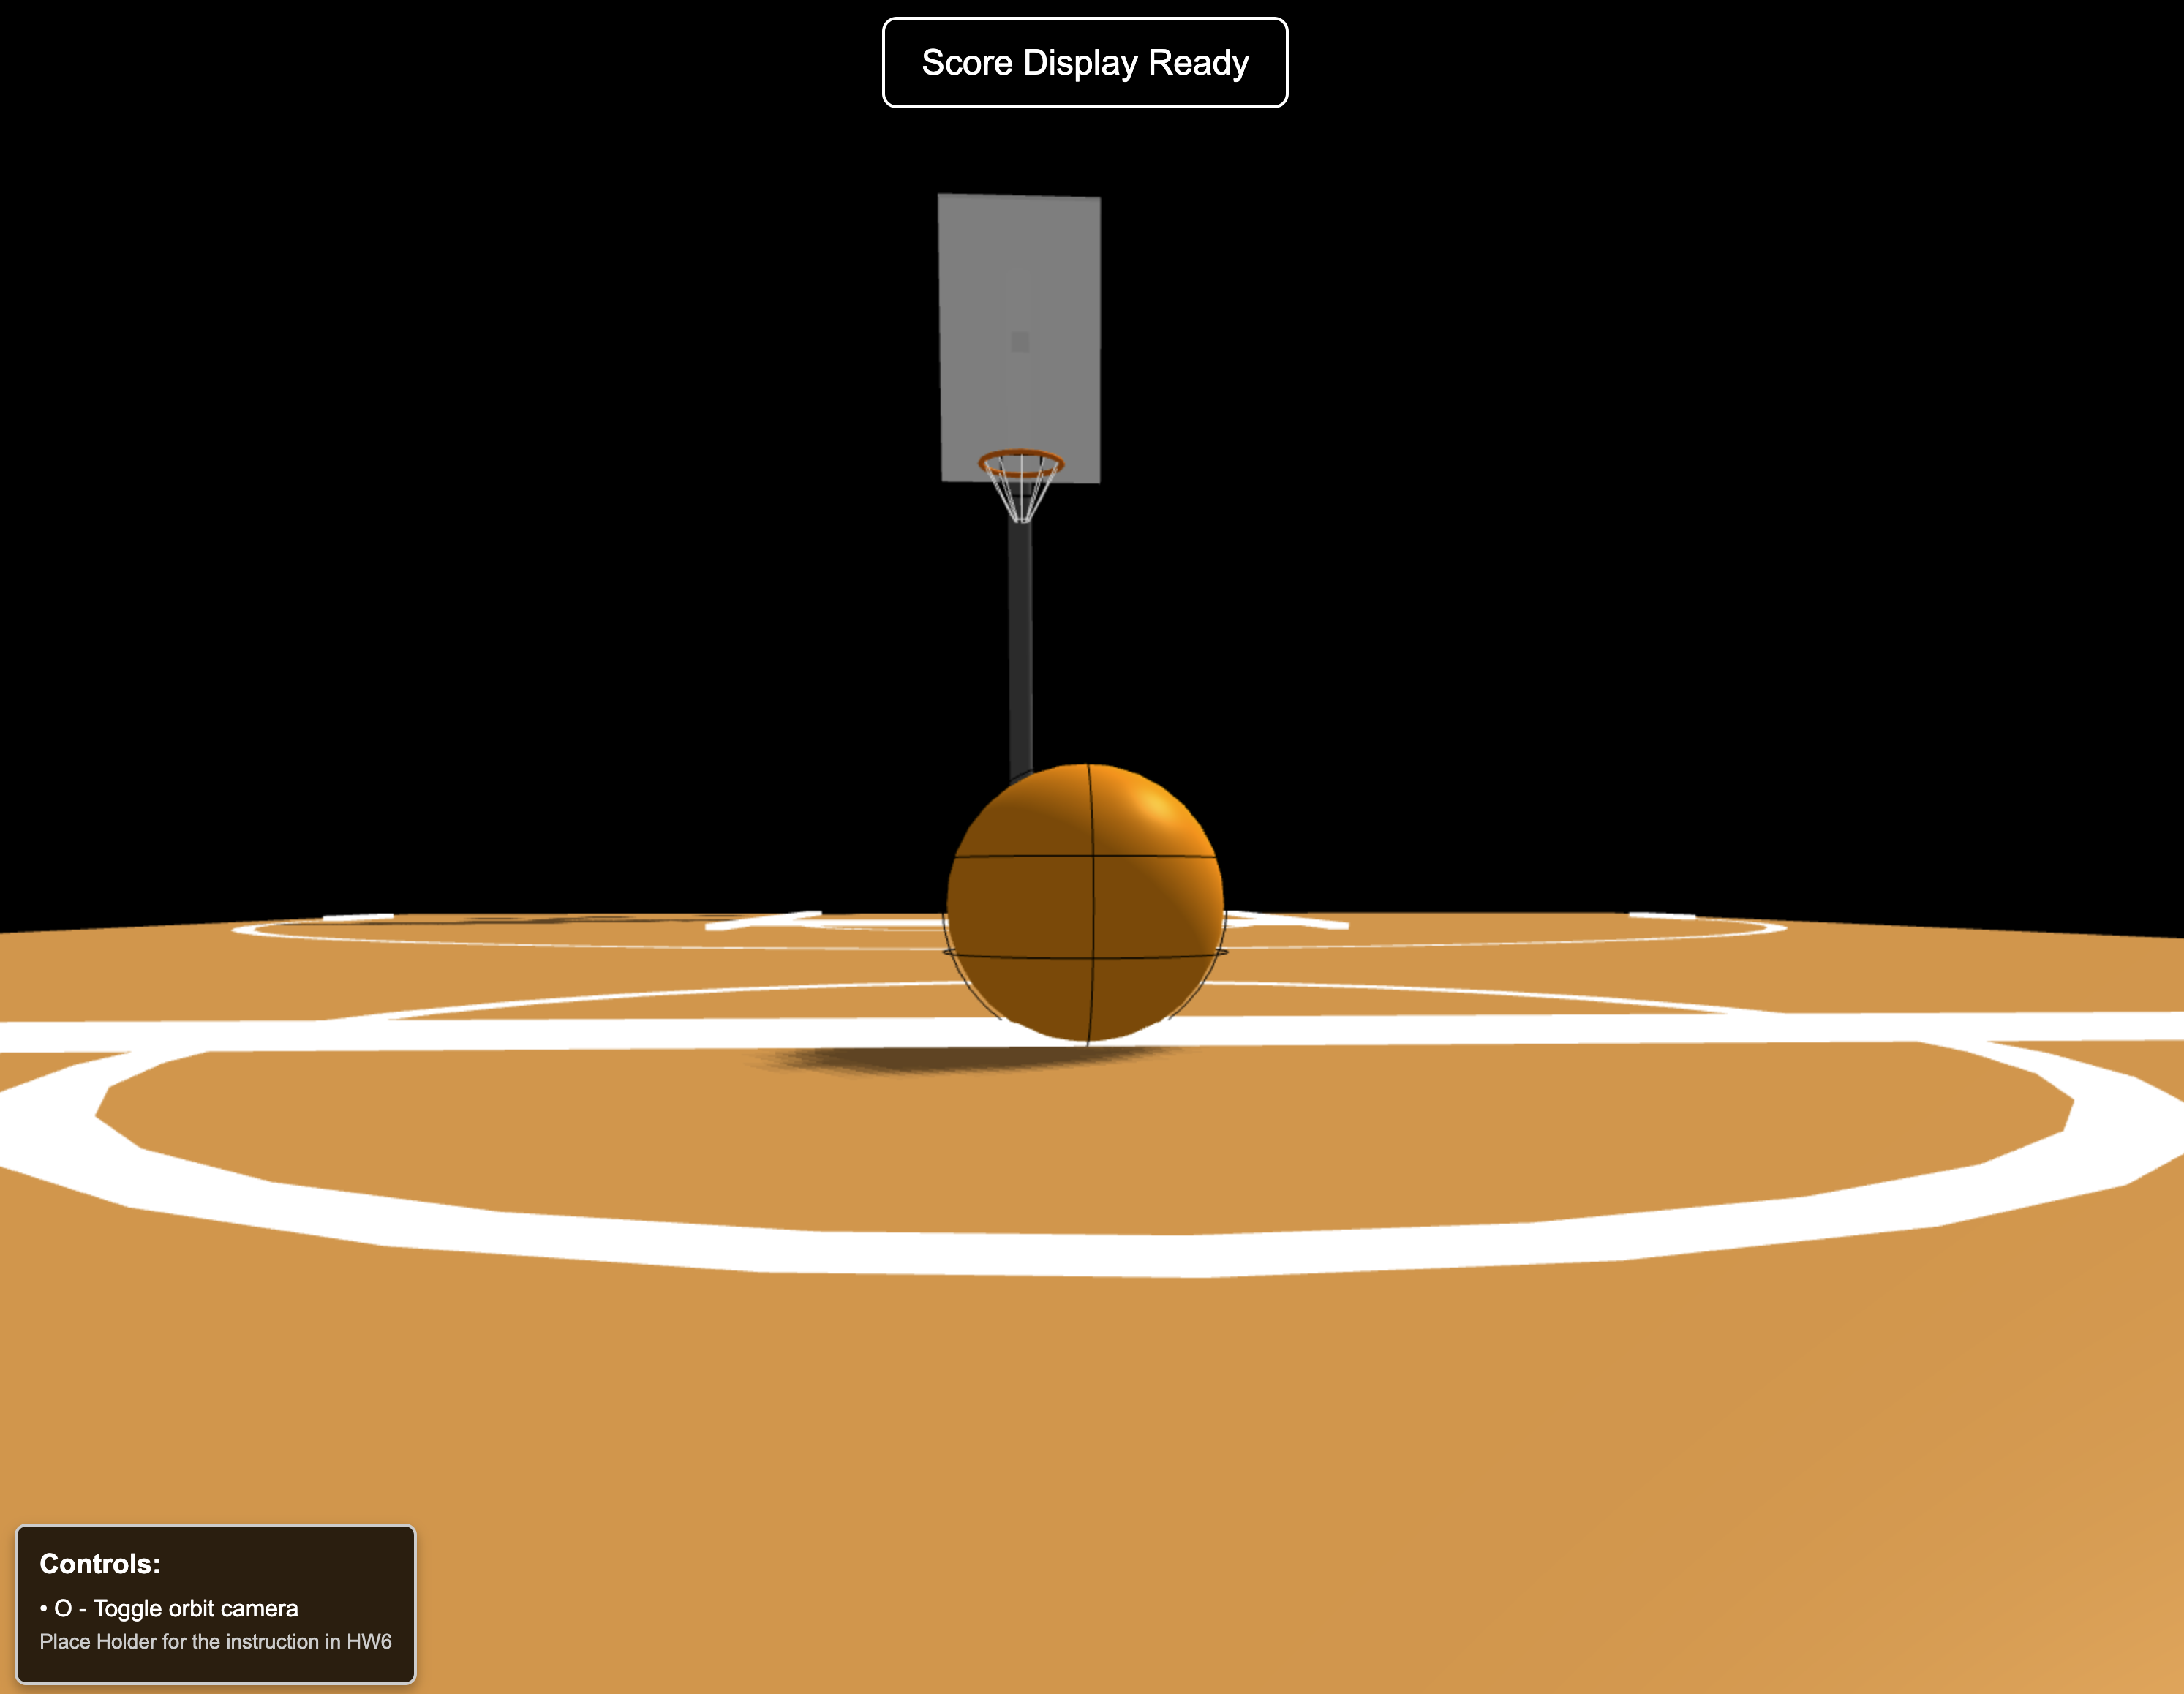 Score Display Ready
Controls:
• O - Toggle orbit camera
Place Holder for the instruction in HW6